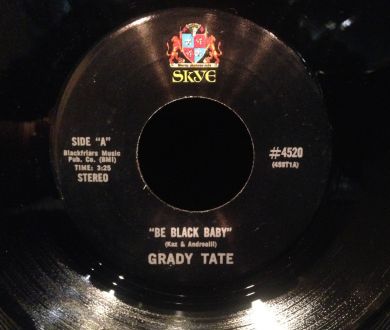 SKYE
SIDE "A"
Blackfriars Music
Pub. Co. (BMI)
TIME: 3:25
STEREO
#4520
(45971A)
"BE BLACK BABY"
(Kaz & Andreolli)
GRADY TATE